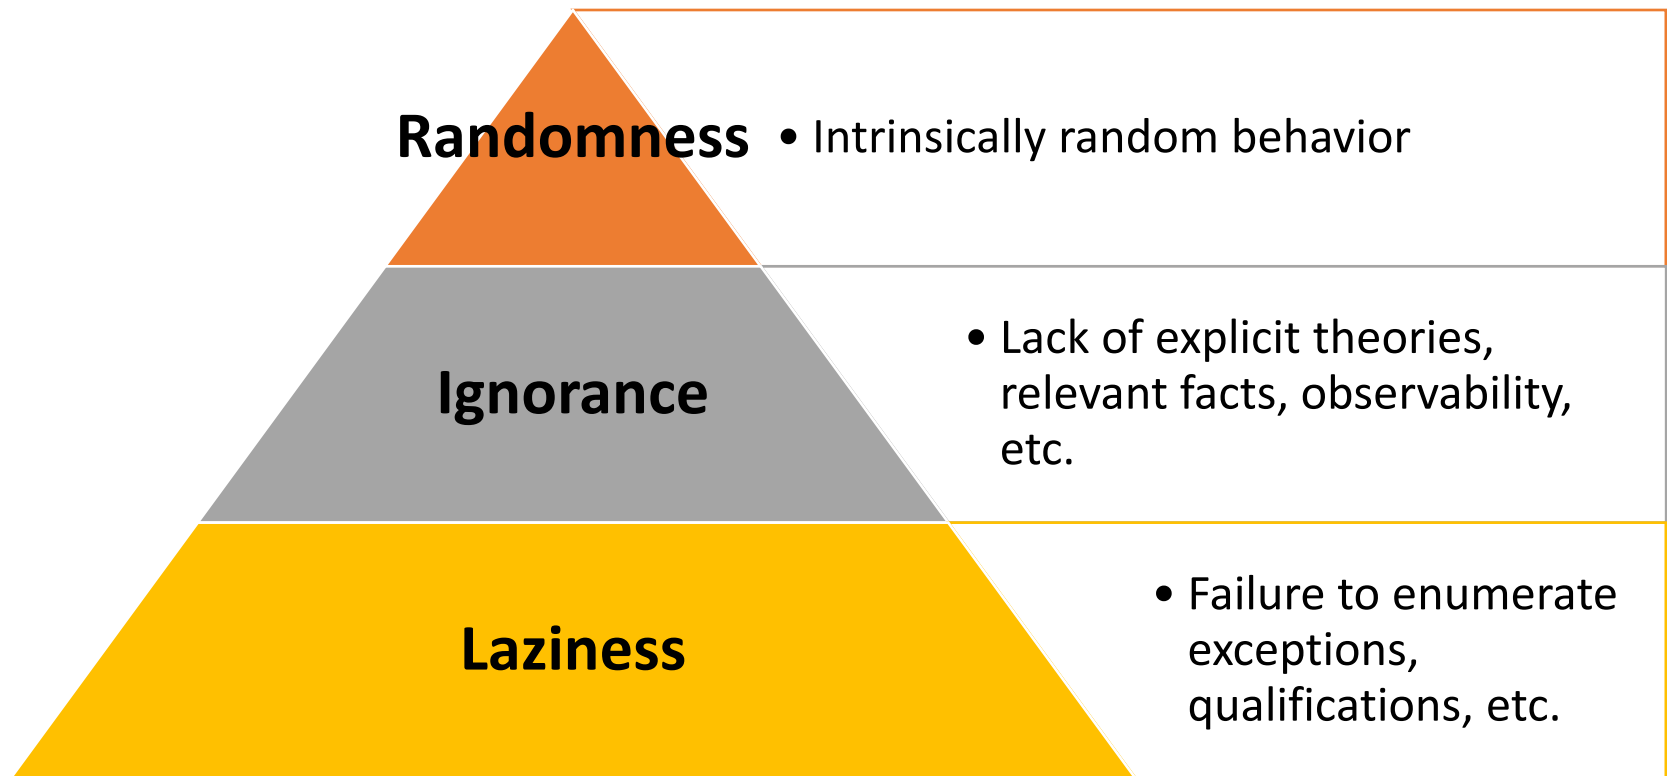 Randomness
• Intrinsically random behavior
Ignorance
• Lack of explicit theories,
relevant facts, observability,
etc.
Laziness
• Failure to enumerate
exceptions,
qualifications, etc.